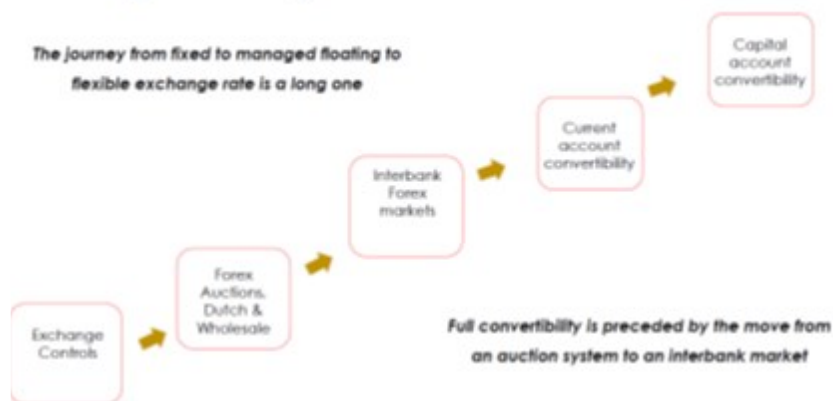 The journey from fixed to managed floating to
flexible exchange rate is a long one
Capital
account
convertibility
Current
account
convertibility
Interbank
Forex
markets
Forex
Auctions,
Dutch &
Wholesale
Exchange
Controls
Full convertibility is preceded by the move from
an auction system to an interbank market